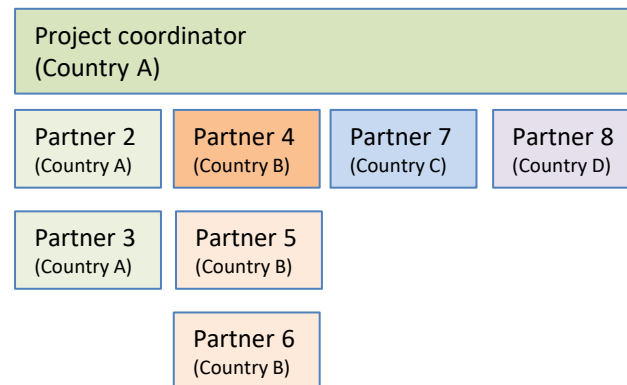 Project coordinator
(Country A)
Partner 2
(Country A)
Partner 4
(Country B)
Partner 7
(Country C)
Partner 8
(Country D)
Partner 3
(Country A)
Partner 5
(Country B)
Partner 6
(Country B)